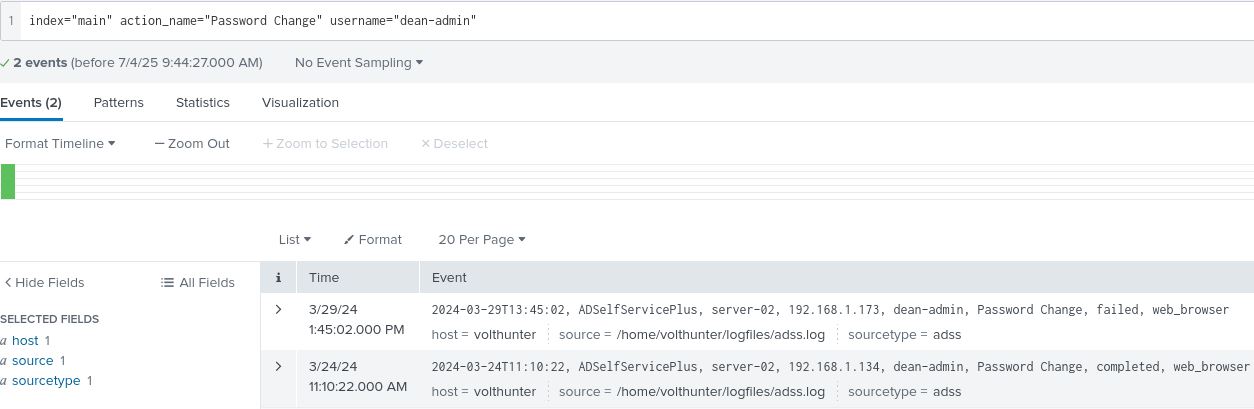 1 index="main" action_name="Password Change" username="dean-admin"
✓ 2 events (before 7/4/25 9:44:27.000 AM) No Event Sampling ▾
Events (2) Patterns Statistics Visualization
Format Timeline ▾ — Zoom Out + Zoom to Selection × Deselect
List ▾ Format 20 Per Page ▾
< Hide Fields All Fields
i Time Event
SELECTED FIELDS
a host 1
a source 1
a sourcetype 1
> 3/29/24 2024-03-29T13:45:02, ADSelfServicePlus, server-02, 192.168.1.173, dean-admin, Password Change, failed, web_browser
1:45:02.000 PM host = volthunter source = /home/volthunter/logfiles/adss.log sourcetype = adss
> 3/24/24 2024-03-24T11:10:22, ADSelfServicePlus, server-02, 192.168.1.134, dean-admin, Password Change, completed, web_browser
11:10:22.000 AM host = volthunter source = /home/volthunter/logfiles/adss.log sourcetype = adss